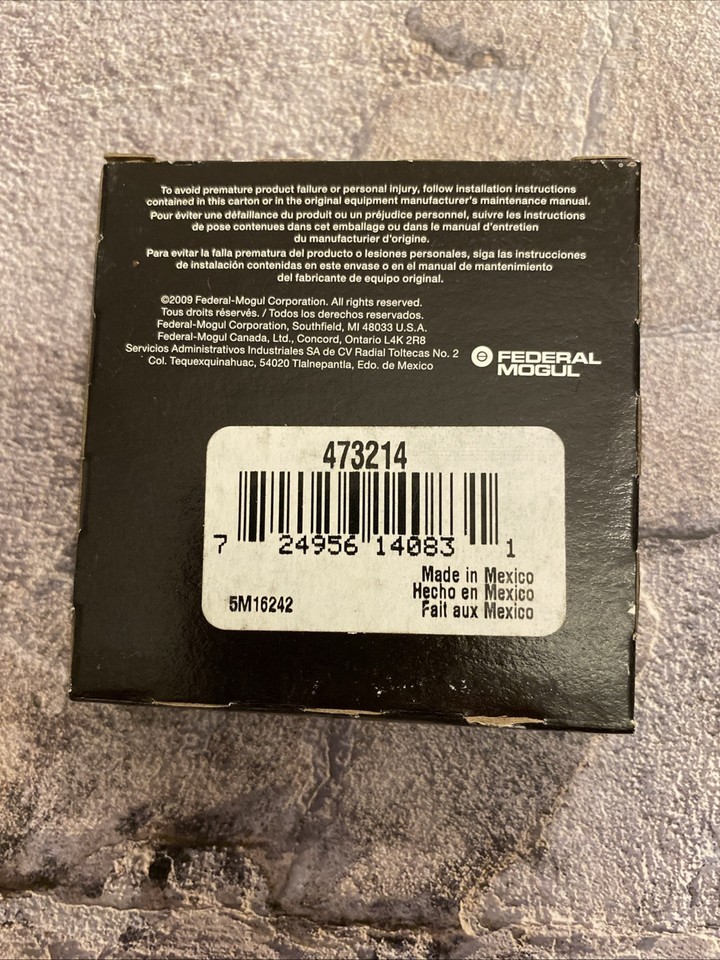 To avoid premature product failure or personal injury, follow installation instructions
contained in this carton or in the original equipment manufacturer's maintenance manual.
Pour éviter une défaillance du produit ou un préjudice personnel, suivre les instructions
de pose contenues dans cet emballage ou dans le manuel d'entretien
du manufacturier d'origine.
Para evitar la falla prematura del producto o lesiones personales, siga las instrucciones
de instalación contenidas en este envase o en el manual de mantenimiento
del fabricante de equipo original.
©2009 Federal-Mogul Corporation. All rights reserved.
Tous droits réservés. / Todos los derechos reservados.
Federal-Mogul Corporation, Southfield, MI 48033 U.S.A.
Federal-Mogul Canada, Ltd., Concord, Ontario L4K 2R8
Servicios Administrativos Industriales SA de CV Radial Toltecas No. 2
Col. Tequexquinahuac, 54020 Tlalnepantla, Edo. de Mexico
FEDERAL
MOGUL
473214
7 24956 14083 1
Made in Mexico
Hecho en Mexico
Fait aux Mexico
5M16242